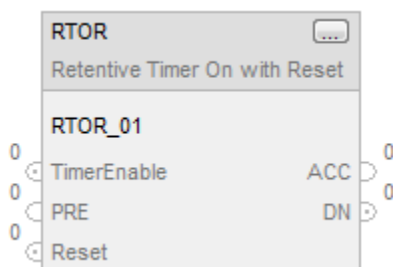 RTOR ...
Retentive Timer On with Reset
RTOR_01
0 TimerEnable ACC 0
0 PRE DN 0
0 Reset